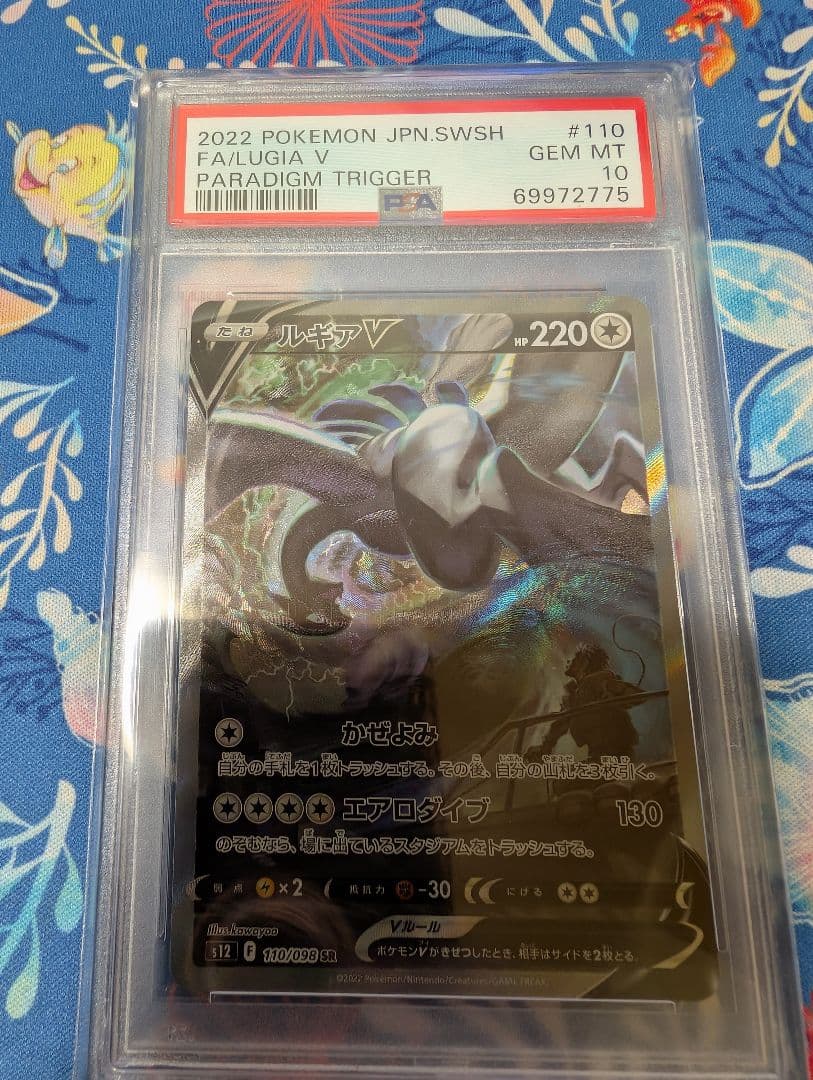 2022 POKEMON JPN.SWSH #110
FA/LUGIA V GEM MT
PARADIGM TRIGGER 10
PSA 69972775
たね ルギアV HP 220
かぜよみ
自分の手札を1枚トラッシュする。その後、自分の山札を3枚引く。
エアロダイブ 130
のぞむなら、場に出ているスタジアムをトラッシュする。
弱点 ×2 抵抗力 -30 にげる
Illus. kawayoo
Vルール
s12 F 110/098 SR
ポケモンVがきぜつしたとき、相手はサイドを2枚とる。
©2022 Pokémon/Nintendo/Creatures/GAME FREAK.